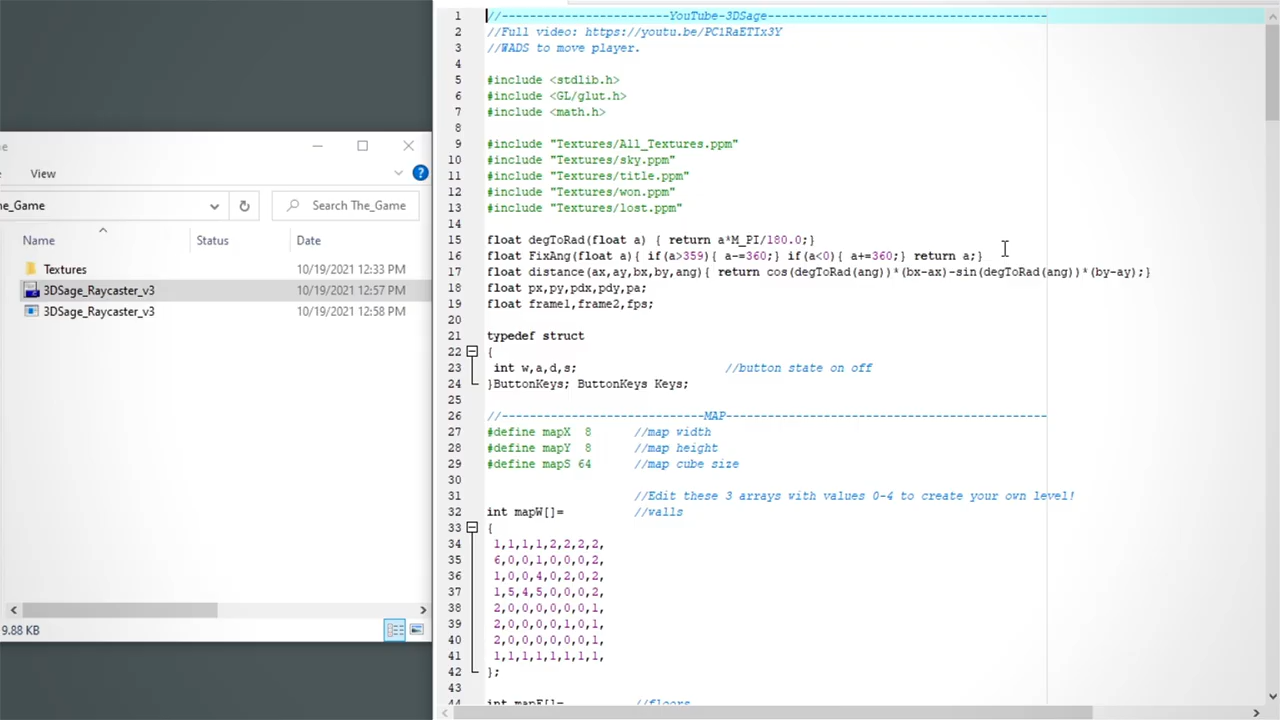 e
View
he_Game
Search The_Game
Name
Status
Date
Textures
10/19/2021 12:33 PM
3DSage_Raycaster_v3
10/19/2021 12:57 PM
3DSage_Raycaster_v3
10/19/2021 12:58 PM
9.88 KB
1 //------------------------YouTube-3DSage----------------------------------------
2 //Full video: https://youtu.be/PC1RaETIx3Y
3 //WADS to move player.
4
5 #include <stdlib.h>
6 #include <GL/glut.h>
7 #include <math.h>
8
9 #include "Textures/All_Textures.ppm"
10 #include "Textures/sky.ppm"
11 #include "Textures/title.ppm"
12 #include "Textures/won.ppm"
13 #include "Textures/lost.ppm"
14
15 float degToRad(float a) { return a*M_PI/180.0;}
16 float FixAng(float a){ if(a>359){ a-=360;} if(a<0){ a+=360;} return a;}
17 float distance(ax,ay,bx,by,ang){ return cos(degToRad(ang))*(bx-ax)-sin(degToRad(ang))*(by-ay);}
18 float px,py,pdx,pdy,pa;
19 float frame1,frame2,fps;
20
21 typedef struct
22 {
23 int w,a,d,s; //button state on off
24 }ButtonKeys; ButtonKeys Keys;
25
26 //-----------------------------MAP----------------------------------------------
27 #define mapX 8 //map width
28 #define mapY 8 //map height
29 #define mapS 64 //map cube size
30
31 //Edit these 3 arrays with values 0-4 to create your own level!
32 int mapW[]= //walls
33 {
34 1,1,1,1,2,2,2,2,
35 6,0,0,1,0,0,0,2,
36 1,0,0,4,0,2,0,2,
37 1,5,4,5,0,0,0,2,
38 2,0,0,0,0,0,0,1,
39 2,0,0,0,0,1,0,1,
40 2,0,0,0,0,0,0,1,
41 1,1,1,1,1,1,1,1,
42 };
43
44 int mapF[]= //floors